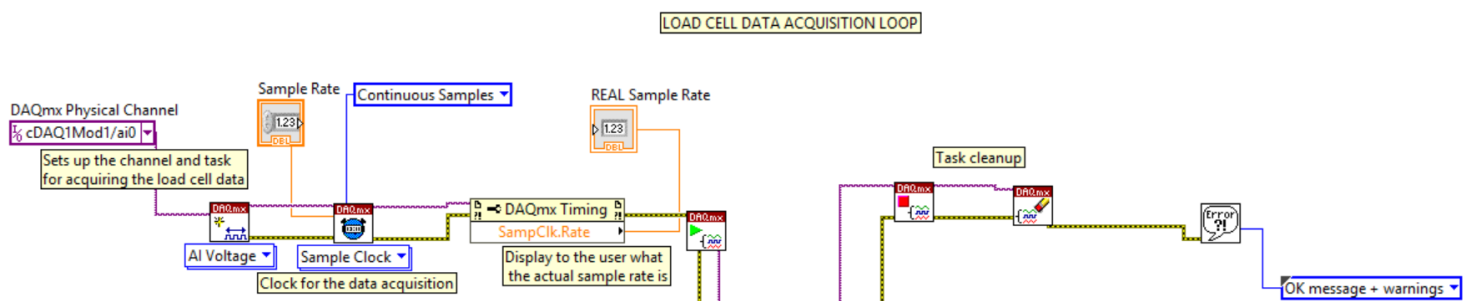 LOAD CELL DATA ACQUISITION LOOP
DAQmx Physical Channel
I/O cDAQ1Mod1/ai0
Sets up the channel and task
for acquiring the load cell data
Sample Rate
1.23
DBL
Continuous Samples
REAL Sample Rate
1.23
DBL
Task cleanup
DAQmx
AI Voltage
DAQmx
Sample Clock
Clock for the data acquisition
DAQmx Timing
SampClk.Rate
Display to the user what
the actual sample rate is
DAQmx
DAQmx
DAQmx
Error
?!
OK message + warnings